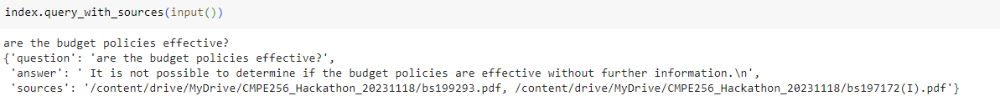 index.query_with_sources(input())
are the budget policies effective?
{'question': 'are the budget policies effective?',
'answer': ' It is not possible to determine if the budget policies are effective without further information.\n',
'sources': '/content/drive/MyDrive/CMPE256_Hackathon_20231118/bs199293.pdf, /content/drive/MyDrive/CMPE256_Hackathon_20231118/bs197172(I).pdf'}